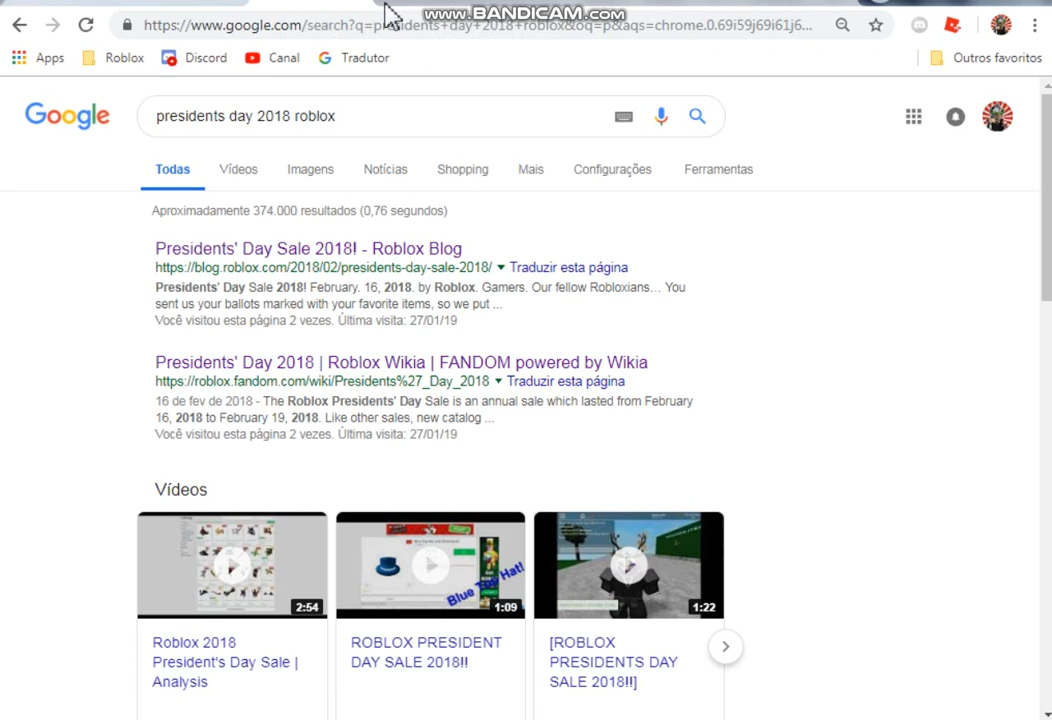 www.BANDICAM.com
https://www.google.com/search?q=presidents+day+2018+roblox&oq=p&aqs=chrome.0.69i59j69i61j6...
Apps Roblox Discord Canal Tradutor Outros favoritos
Google presidents day 2018 roblox
Todas Vídeos Imagens Notícias Shopping Mais Configurações Ferramentas
Aproximadamente 374.000 resultados (0,76 segundos)
Presidents' Day Sale 2018! - Roblox Blog
https://blog.roblox.com/2018/02/presidents-day-sale-2018/ Traduzir esta página
Presidents' Day Sale 2018! February. 16, 2018. by Roblox. Gamers. Our fellow Robloxians… You
sent us your ballots marked with your favorite items, so we put ...
Você visitou esta página 2 vezes. Última visita: 27/01/19
Presidents' Day 2018 | Roblox Wikia | FANDOM powered by Wikia
https://roblox.fandom.com/wiki/Presidents%27_Day_2018 Traduzir esta página
16 de fev de 2018 - The Roblox Presidents' Day Sale is an annual sale which lasted from February
16, 2018 to February 19, 2018. Like other sales, new catalog ...
Você visitou esta página 2 vezes. Última visita: 27/01/19
Vídeos
Blue Top Hat!
2:54 1:09 1:22
Roblox 2018
President's Day Sale |
Analysis
ROBLOX PRESIDENT
DAY SALE 2018!!
[ROBLOX
PRESIDENTS DAY
SALE 2018!!]